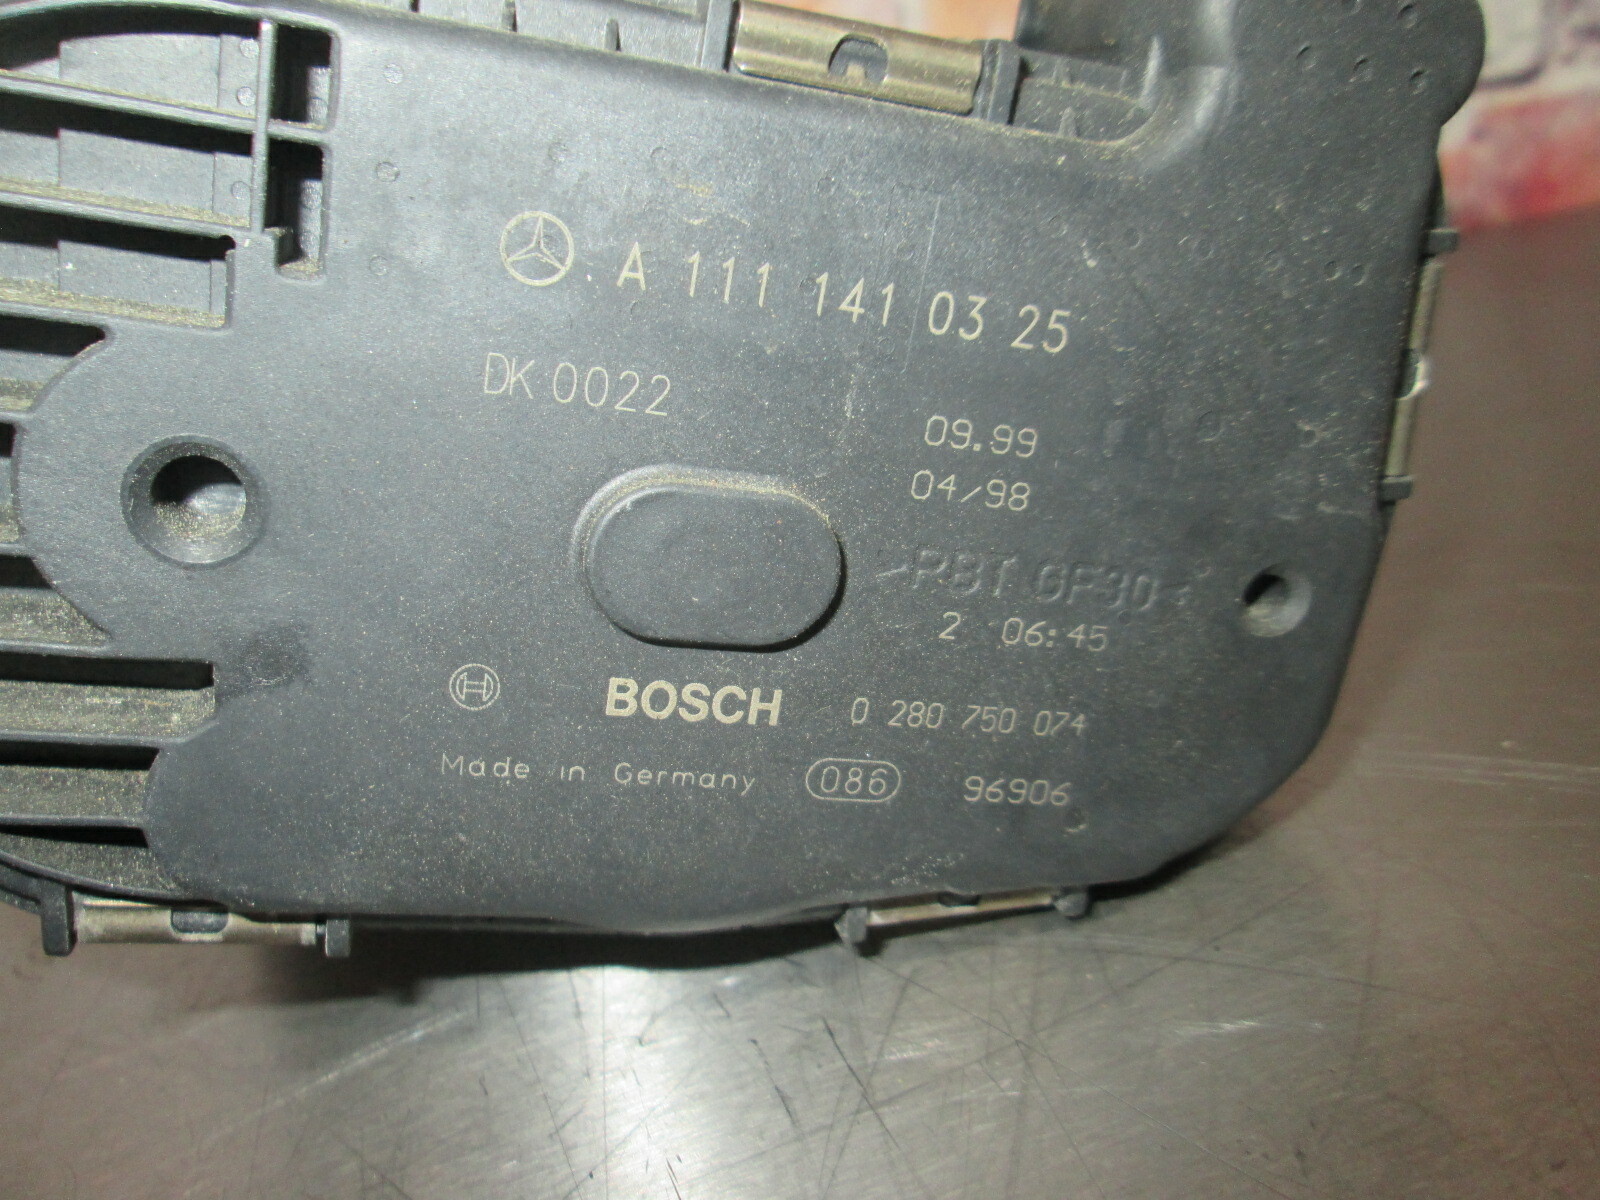 A 111 141 03 25
DK 0022
09.99
04/98
>PBT GF30<
2 06:45
BOSCH 0 280 750 074
Made in Germany 086 96906